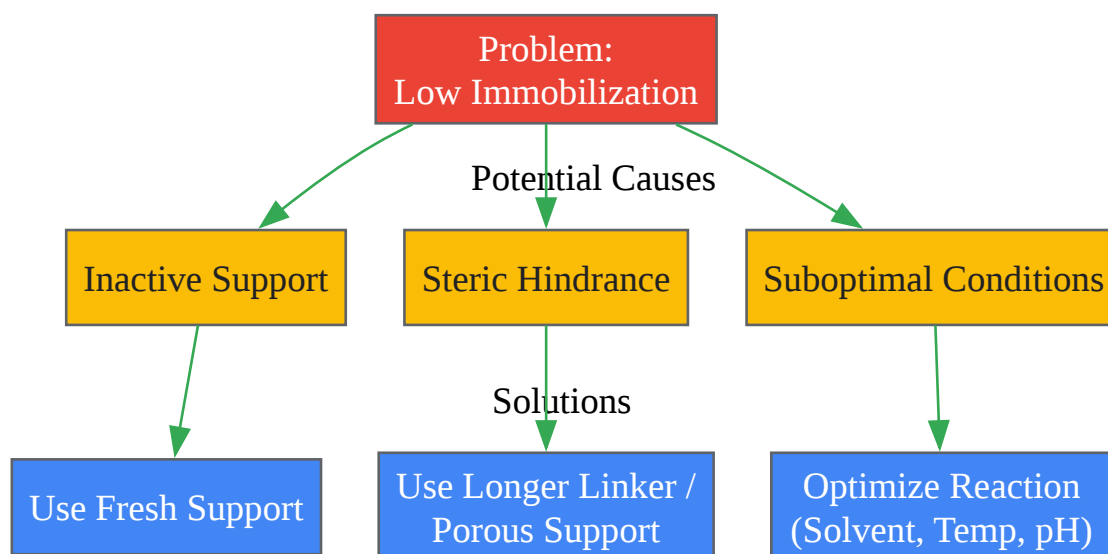 Problem:
Low Immobilization
Potential Causes
Inactive Support
Steric Hindrance
Suboptimal Conditions
Solutions
Use Fresh Support
Use Longer Linker /
Porous Support
Optimize Reaction
(Solvent, Temp, pH)